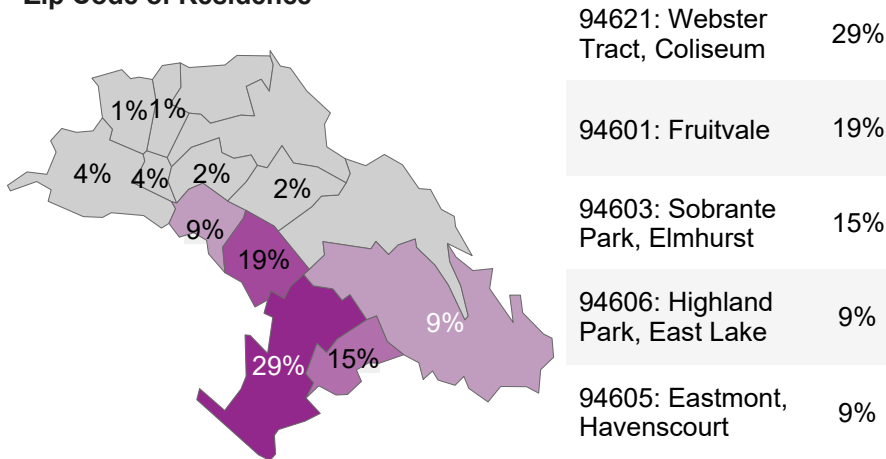 Zip Code of Residence
1%
1%
4%
4%
2%
2%
9%
19%
9%
29%
15%
94621: Webster
Tract, Coliseum
29%
94601: Fruitvale
19%
94603: Sobrante
Park, Elmhurst
15%
94606: Highland
Park, East Lake
9%
94605: Eastmont,
Havenscourt
9%